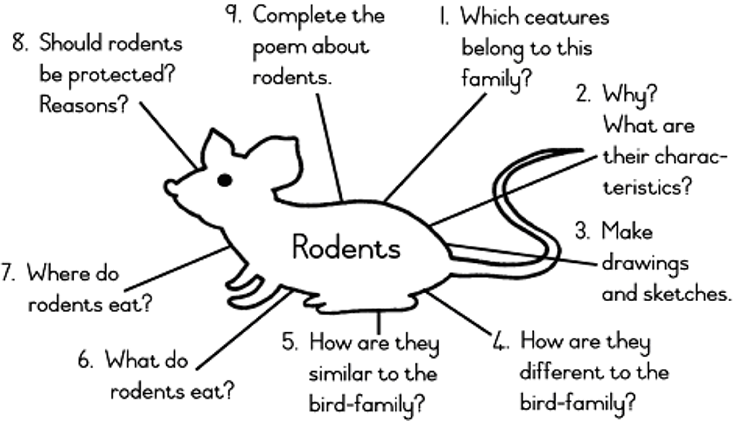 1. Which ceatures
belong to this
family?
2. Why?
What are
their charac-
teristics?
3. Make
drawings
and sketches.
4. How are they
different to the
bird-family?
5. How are they
similar to the
bird-family?
6. What do
rodents eat?
7. Where do
rodents eat?
8. Should rodents
be protected?
Reasons?
9. Complete the
poem about
rodents.
Rodents